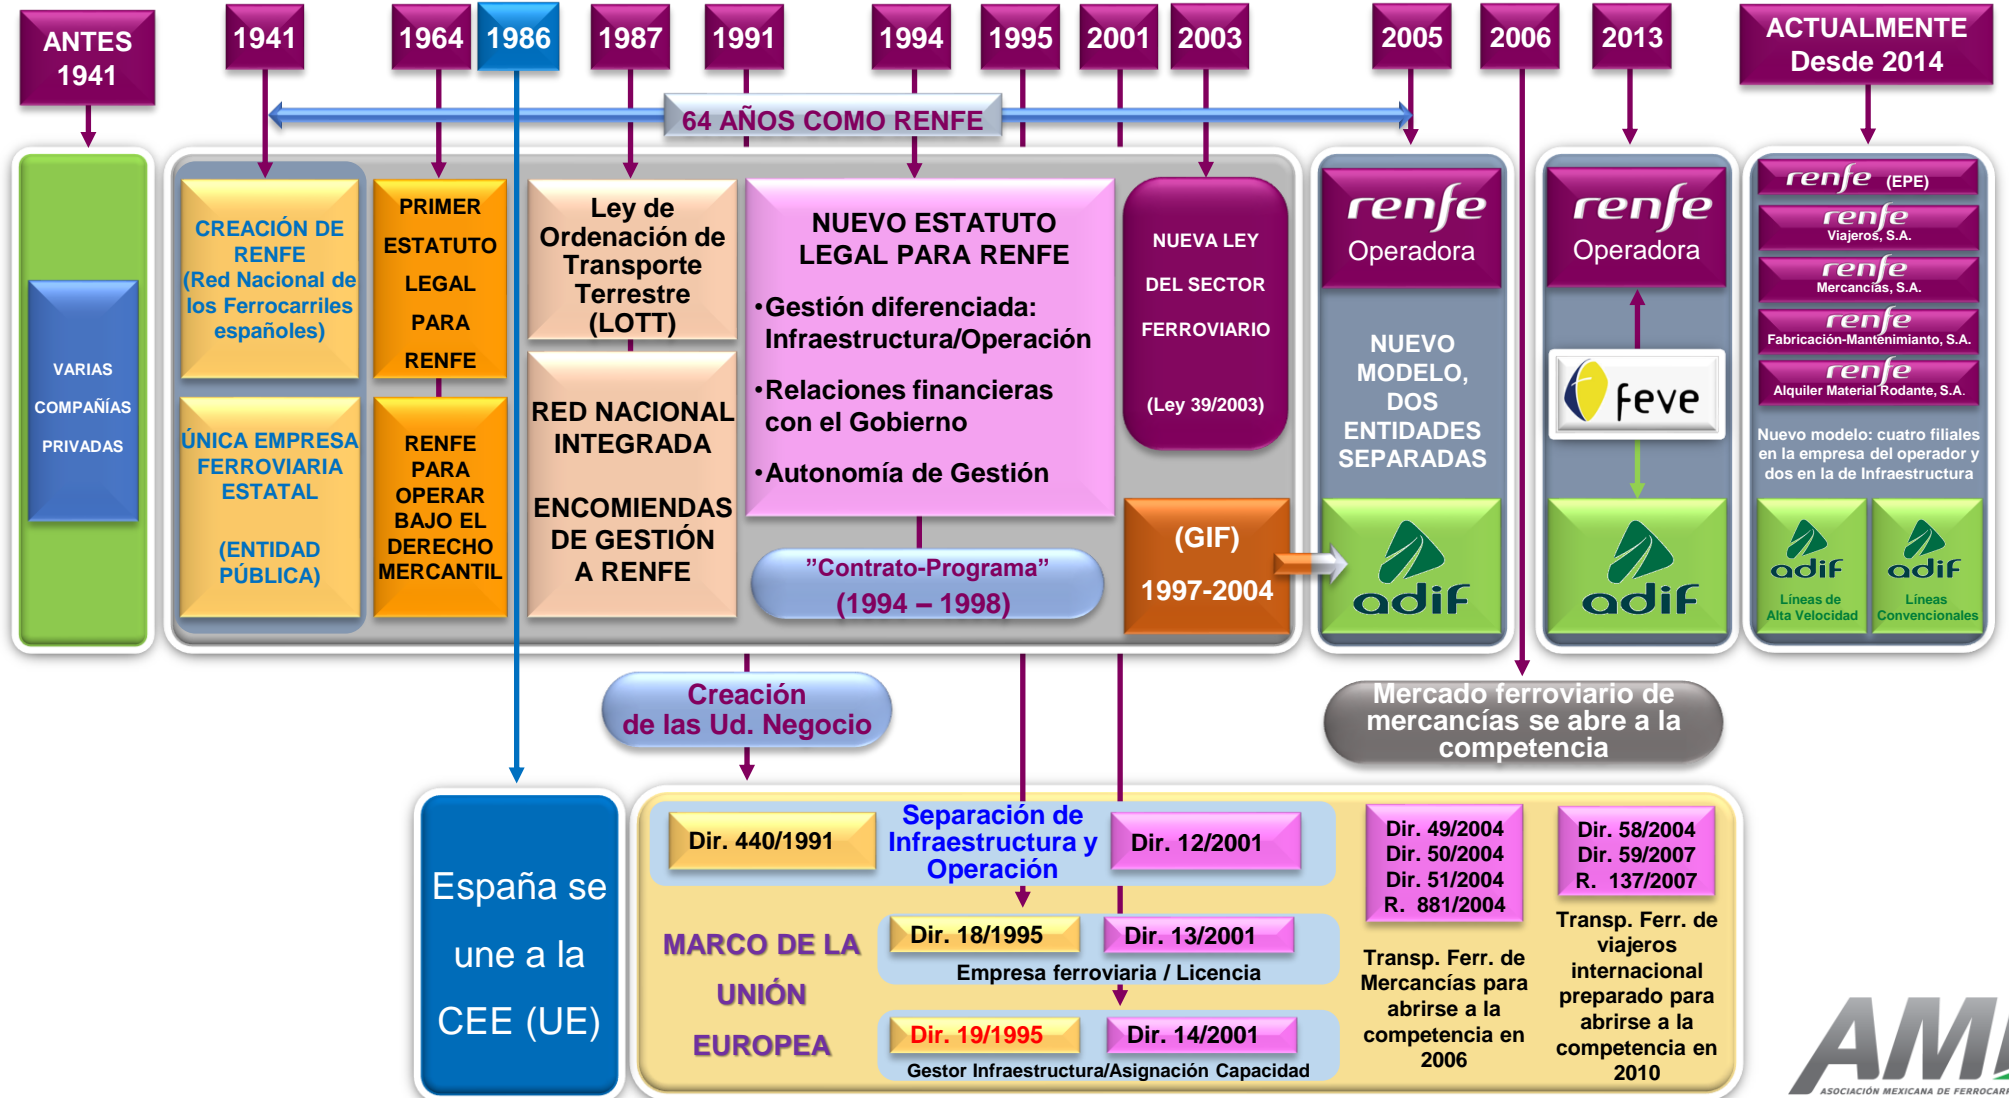 ANTES
1941
1941
1964
1986
1987
1991
1994
1995
2001
2003
2005
2006
2013
ACTUALMENTE
Desde 2014
64 AÑOS COMO RENFE
VARIAS
COMPAÑÍAS
PRIVADAS
CREACIÓN DE
RENFE
(Red Nacional de
los Ferrocarriles
españoles)
ÚNICA EMPRESA
FERROVIARIA
ESTATAL
(ENTIDAD
PÚBLICA)
PRIMER
ESTATUTO
LEGAL
PARA
RENFE
RENFE
PARA
OPERAR
BAJO EL
DERECHO
MERCANTIL
Ley de
Ordenación de
Transporte
Terrestre
(LOTT)
RED NACIONAL
INTEGRADA
ENCOMIENDAS
DE GESTIÓN
A RENFE
NUEVO ESTATUTO
LEGAL PARA RENFE
•Gestión diferenciada:
Infraestructura/Operación
•Relaciones financieras
con el Gobierno
•Autonomía de Gestión
”Contrato-Programa”
(1994 – 1998)
NUEVA LEY
DEL SECTOR
FERROVIARIO
(Ley 39/2003)
(GIF)
1997-2004
renfe
Operadora
NUEVO
MODELO,
DOS
ENTIDADES
SEPARADAS
adif
renfe
Operadora
feve
adif
renfe (EPE)
renfe
Viajeros, S.A.
renfe
Mercancías, S.A.
renfe
Fabricación-Mantenimianto, S.A.
renfe
Alquiler Material Rodante, S.A.
Nuevo modelo: cuatro filiales
en la empresa del operador y
dos en la de Infraestructura
adif
Líneas de
Alta Velocidad
adif
Líneas
Convencionales
Creación
de las Ud. Negocio
Mercado ferroviario de
mercancías se abre a la
competencia
España se
une a la
CEE (UE)
MARCO DE LA
UNIÓN
EUROPEA
Dir. 440/1991
Separación de
Infraestructura y
Operación
Dir. 12/2001
Dir. 18/1995
Dir. 13/2001
Empresa ferroviaria / Licencia
Dir. 19/1995
Dir. 14/2001
Gestor Infraestructura/Asignación Capacidad
Dir. 49/2004
Dir. 50/2004
Dir. 51/2004
R. 881/2004
Transp. Ferr. de
Mercancías para
abrirse a la
competencia en
2006
Dir. 58/2004
Dir. 59/2007
R. 137/2007
Transp. Ferr. de
viajeros
internacional
preparado para
abrirse a la
competencia en
2010
ASOCIACIÓN MEXICANA DE